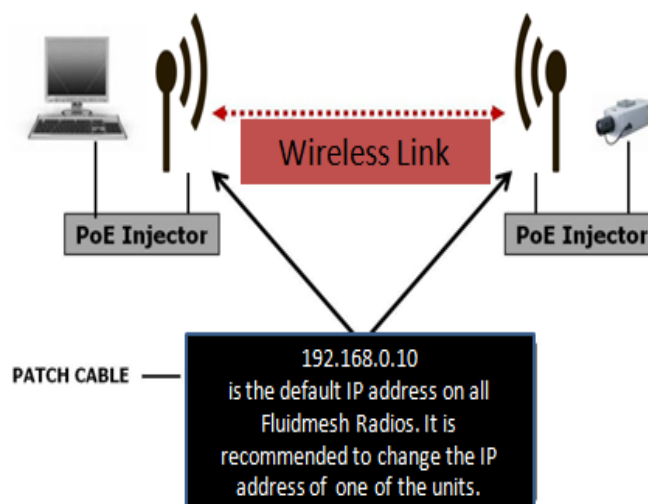 Wireless Link
PoE Injector
PoE Injector
PATCH CABLE
192.168.0.10
is the default IP address on all
Fluidmesh Radios. It is
recommended to change the IP
address of one of the units.